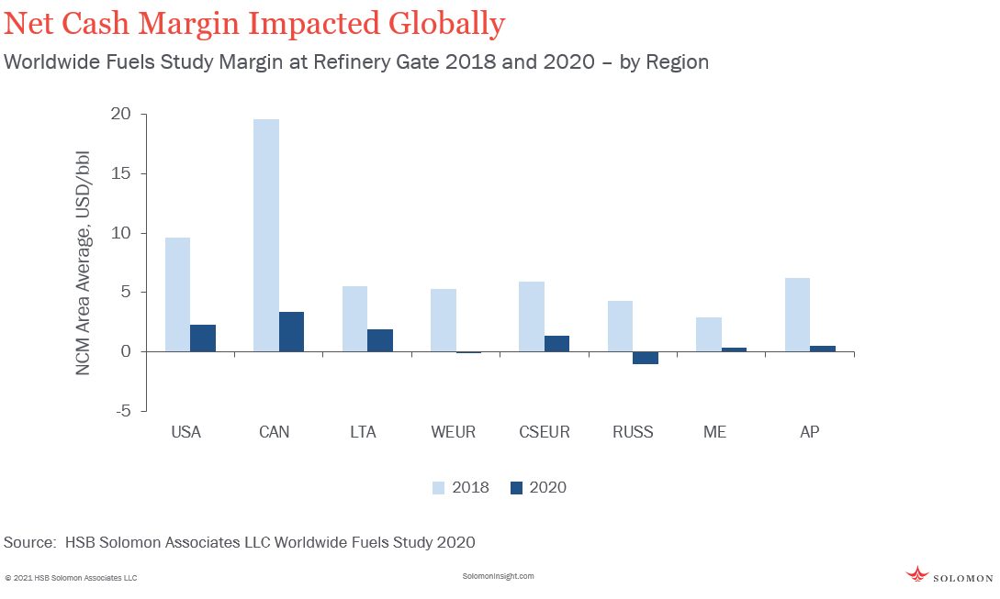 Net Cash Margin Impacted Globally
Worldwide Fuels Study Margin at Refinery Gate 2018 and 2020 – by Region
NCM Area Average, USD/bbl
20
15
10
5
0
-5
USA CAN LTA WEUR CSEUR RUSS ME AP
2018 2020
Source: HSB Solomon Associates LLC Worldwide Fuels Study 2020
© 2021 HSB Solomon Associates LLC
SolomonInsight.com
SOLOMON